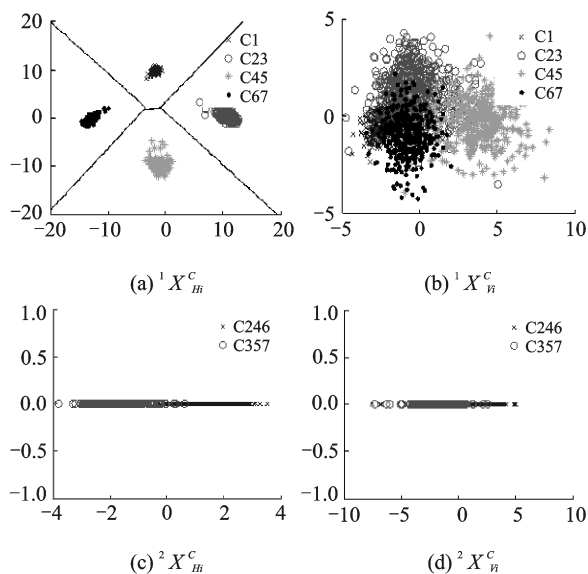 20
10
0
−10
−20
−20 −10 0 10 20
× C1
○ C23
* C45
• C67
(a) ¹X^C_Hi
5
0
−5
−5 0 5 10
× C1
○ C23
* C45
• C67
(b) ¹X^C_Vi
1.0
0.5
0.0
−0.5
−1.0
−4 −2 0 2 4
× C246
○ C357
(c) ²X^C_Hi
1.0
0.5
0.0
−0.5
−1.0
−10 −5 0 5 10
× C246
○ C357
(d) ²X^C_Vi